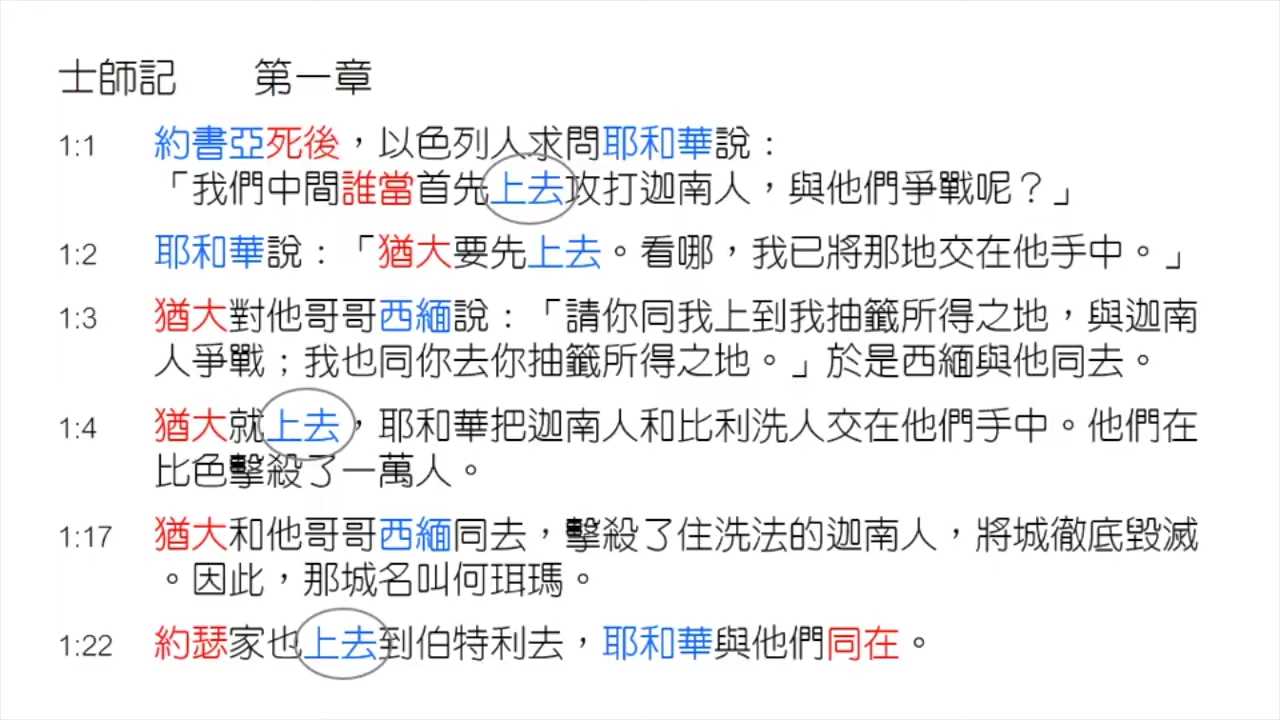 士師記　　第一章
1:1　約書亞死後，以色列人求問耶和華說：
「我們中間誰當首先上去攻打迦南人，與他們爭戰呢？」
1:2　耶和華說：「猶大要先上去。看哪，我已將那地交在他手中。」
1:3　猶大對他哥哥西緬說：「請你同我上到我抽籤所得之地，與迦南
人爭戰；我也同你去你抽籤所得之地。」於是西緬與他同去。
1:4　猶大就上去，耶和華把迦南人和比利洗人交在他們手中。他們在
比色擊殺了一萬人。
1:17　猶大和他哥哥西緬同去，擊殺了住洗法的迦南人，將城徹底毀滅
。因此，那城名叫何珥瑪。
1:22　約瑟家也上去到伯特利去，耶和華與他們同在。